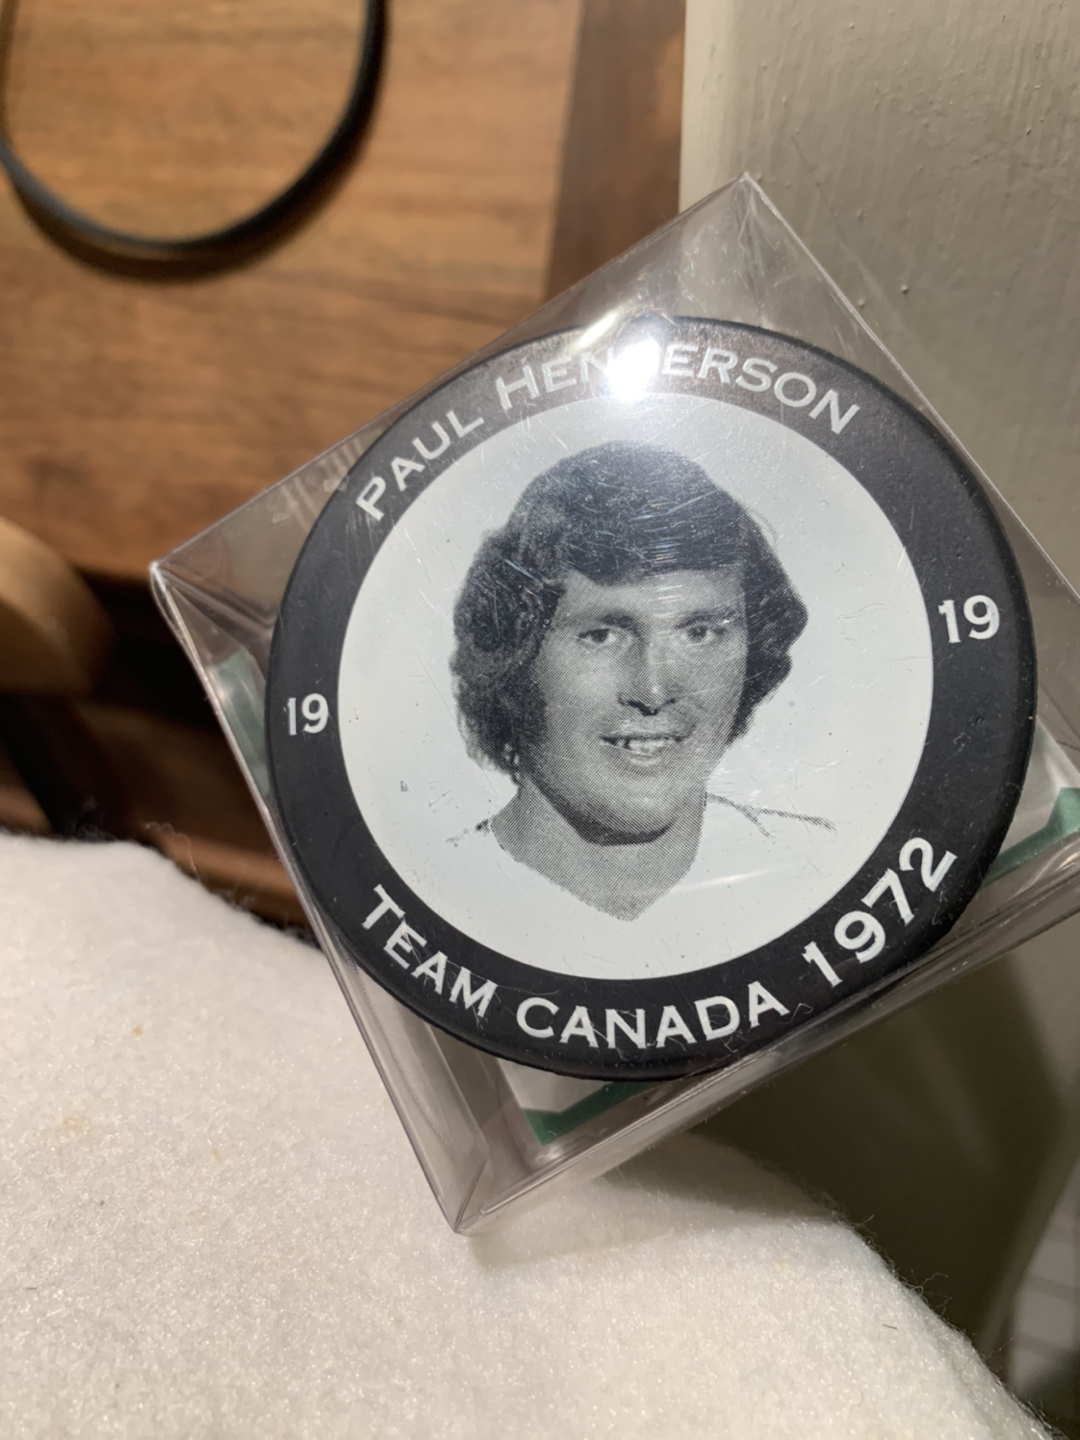 PAUL HENDERSON
19
19
TEAM CANADA 1972